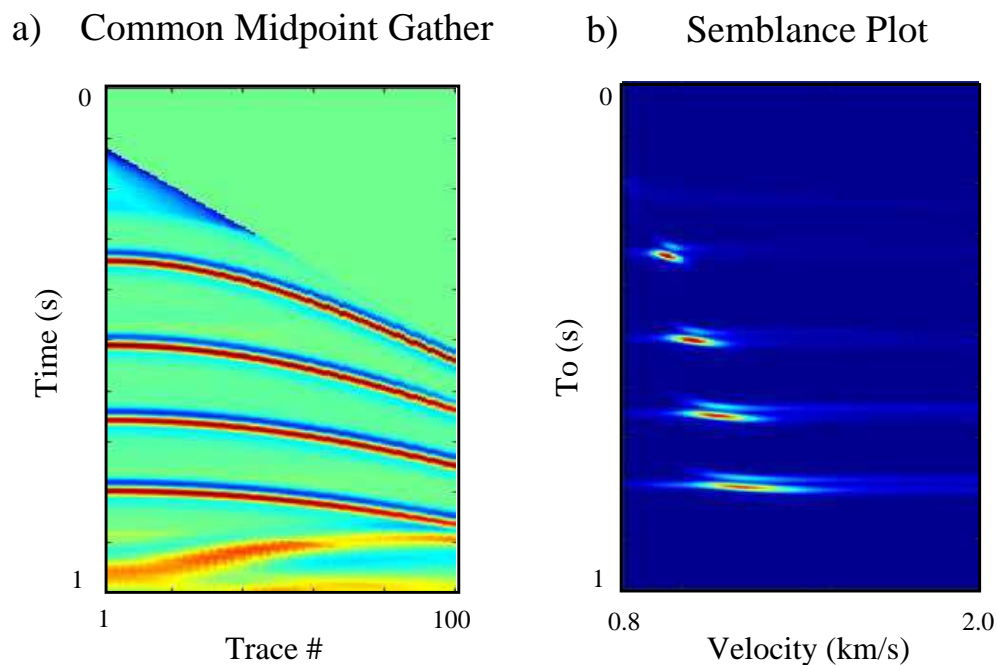 a) Common Midpoint Gather
0
Time (s)
1
1
100
Trace #
b) Semblance Plot
0
To (s)
1
0.8
2.0
Velocity (km/s)